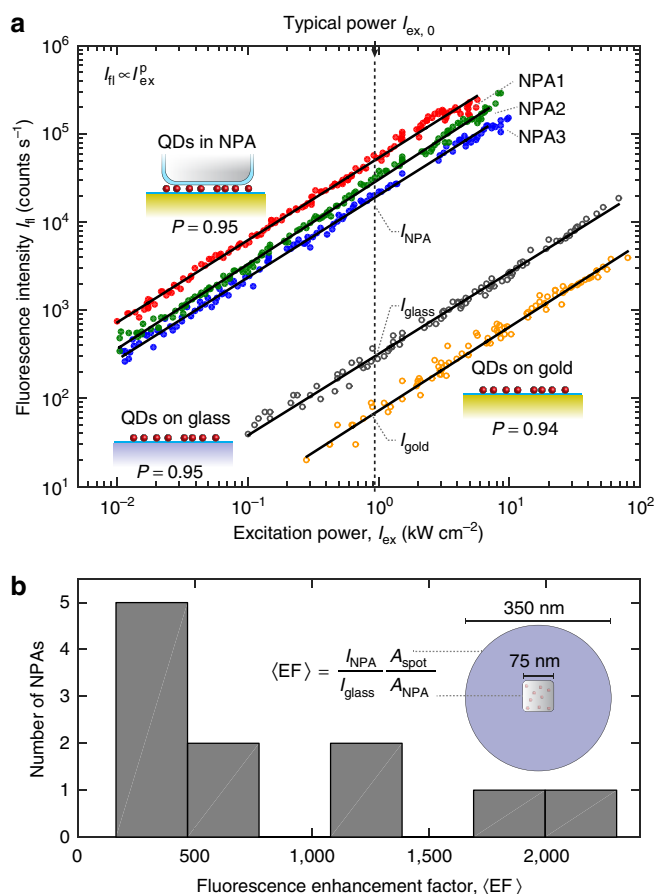 a
Typical power I_ex, 0
I_fl ∝ I_ex^p
10^6
10^5
10^4
10^3
10^2
10^1
Fluorescence intensity I_fl (counts s^–1)
NPA1
NPA2
NPA3
QDs in NPA
P = 0.95
I_NPA
I_glass
QDs on gold
P = 0.94
QDs on glass
P = 0.95
I_gold
10^–2
10^–1
10^0
10^1
10^2
Excitation power, I_ex (kW cm^–2)
b
5
4
3
2
1
0
Number of NPAs
350 nm
75 nm
⟨EF⟩ = I_NPA/I_glass A_spot/A_NPA
0
500
1,000
1,500
2,000
Fluorescence enhancement factor, ⟨EF⟩